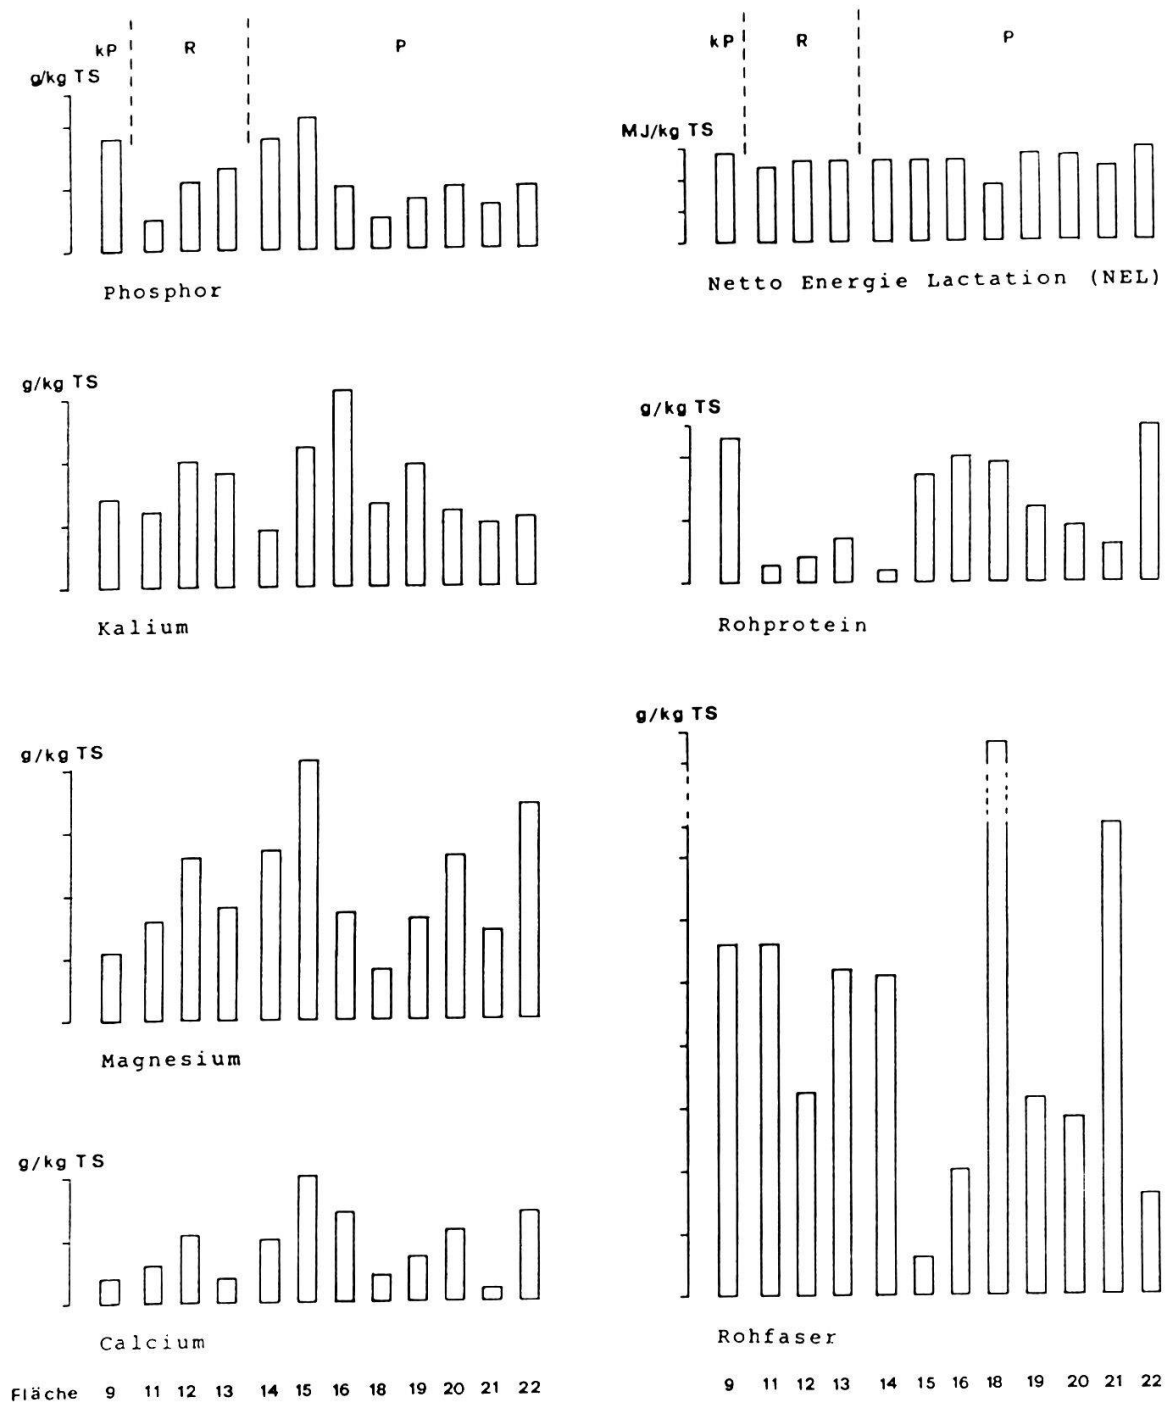 kP R P
g/kg TS
Phosphor
kP R P
MJ/kg TS
Netto Energie Lactation (NEL)
g/kg TS
Kalium
g/kg TS
Rohprotein
g/kg TS
Magnesium
g/kg TS
Calcium
g/kg TS
Rohfaser
Fläche 9 11 12 13 14 15 16 18 19 20 21 22
9 11 12 13 14 15 16 18 19 20 21 22